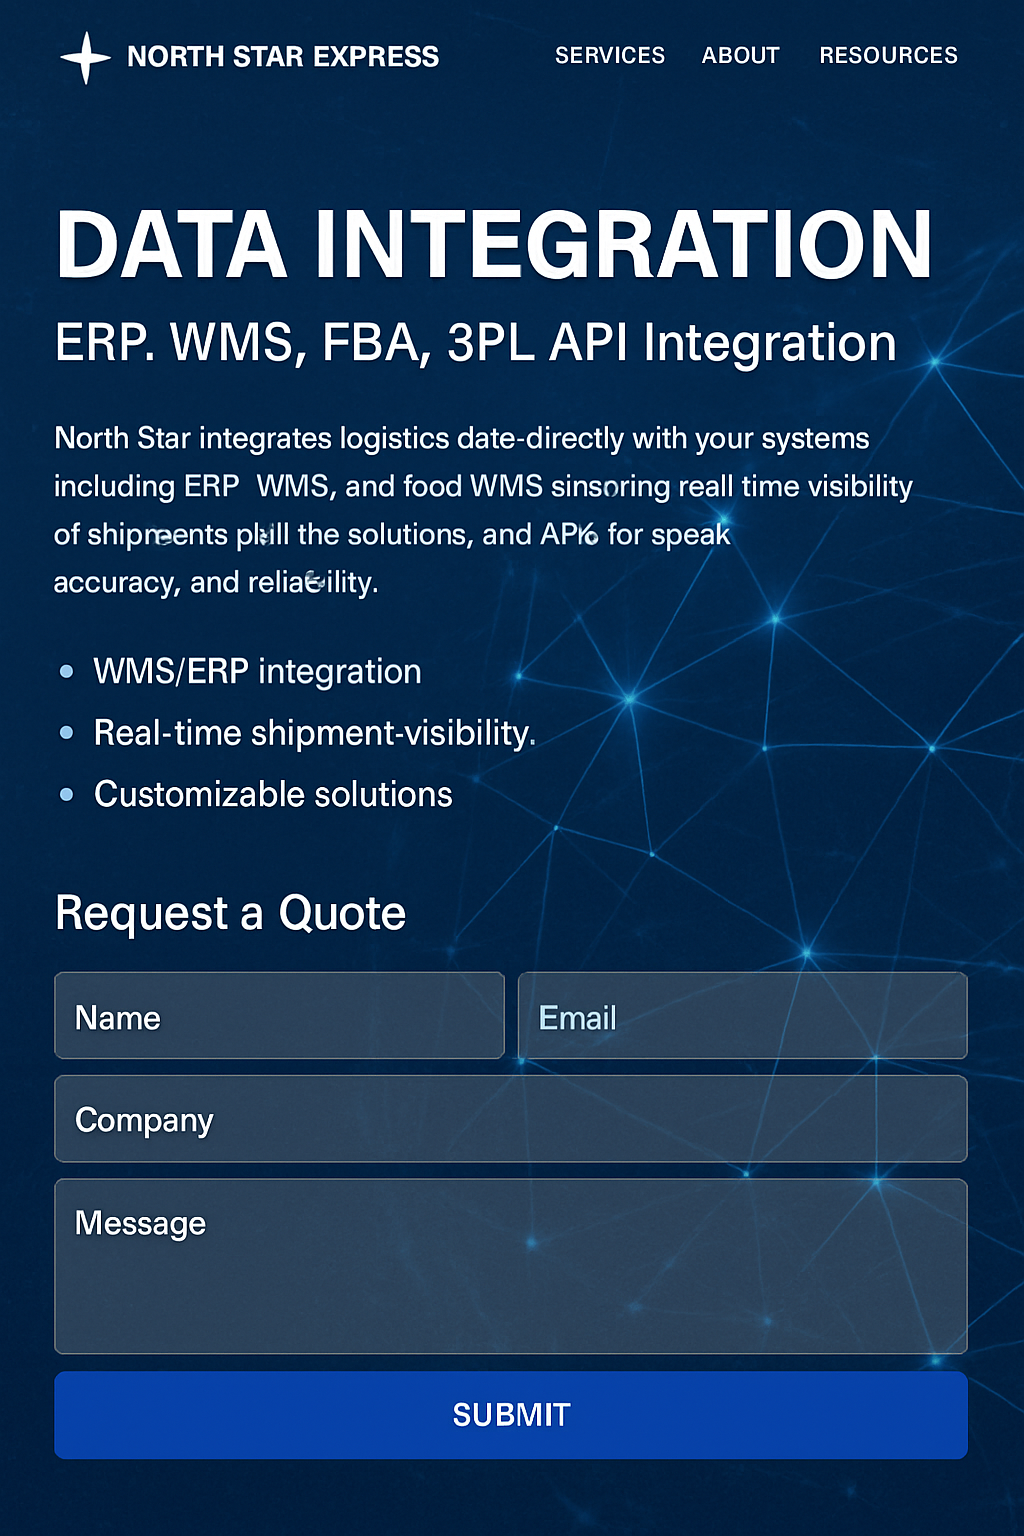 NORTH STAR EXPRESS
SERVICES ABOUT RESOURCES
DATA INTEGRATION
ERP. WMS, FBA, 3PL API Integration
North Star integrates logistics date-directly with your systems
including ERP WMS, and food WMS sinsoring reall time visibility
of shipments the solutions, and for speak
accuracy, and
• WMS/ERP integration
• Real-time shipment-visibility.
• Customizable solutions
Request a Quote
Name Email
Company
Message
SUBMIT